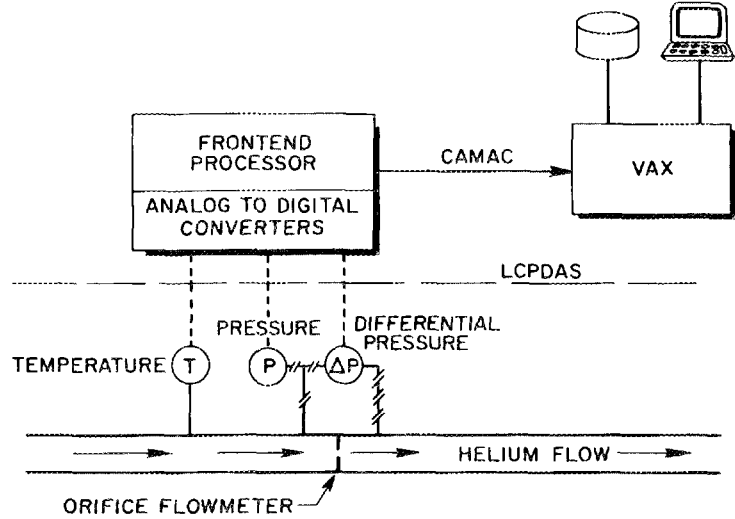 FRONTEND
PROCESSOR
ANALOG TO DIGITAL
CONVERTERS
CAMAC
VAX
LCPDAS
PRESSURE
DIFFERENTIAL
PRESSURE
TEMPERATURE
T
P
ΔP
HELIUM FLOW
ORIFICE FLOWMETER